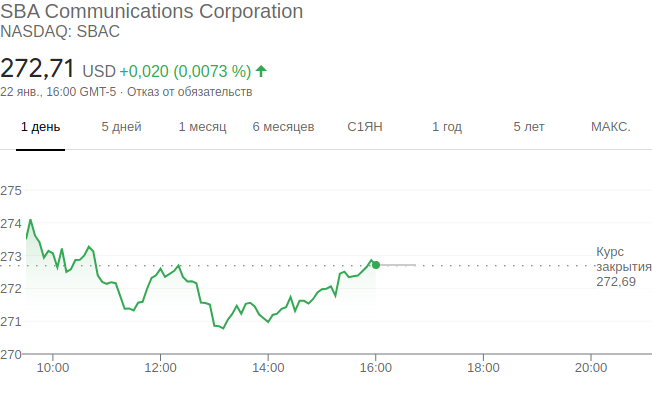 SBA Communications Corporation
NASDAQ: SBAC
272,71 USD +0,020 (0,0073 %)
22 янв., 16:00 GMT-5 · Отказ от обязательств
1 день 5 дней 1 месяц 6 месяцев С1ЯН 1 год 5 лет МАКС.
275
274
273
272
271
270
Курс
закрытия
272,69
10:00 12:00 14:00 16:00 18:00 20:00